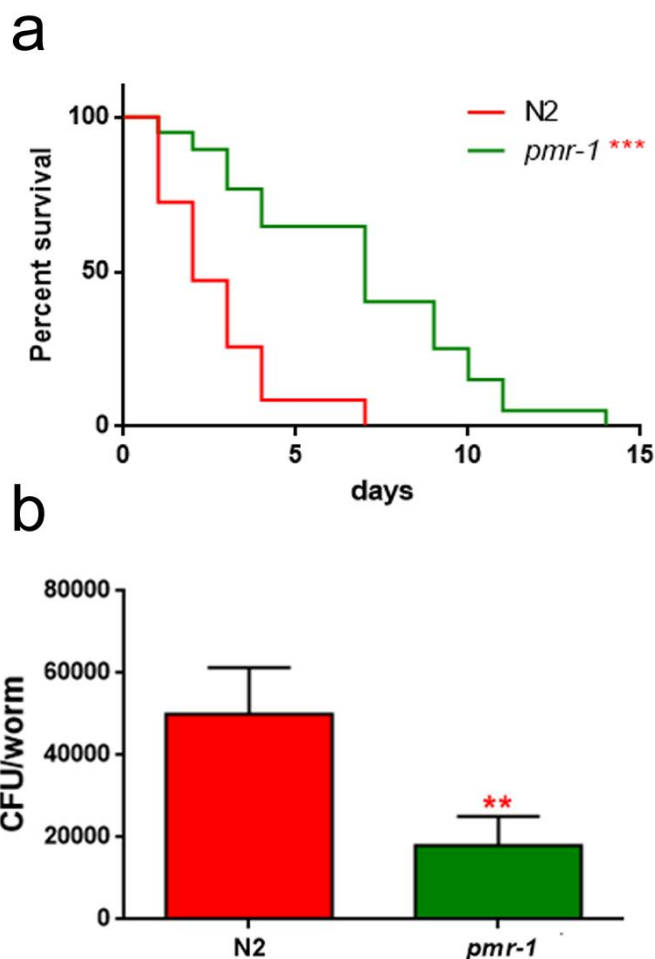 a
100
50
0
Percent survival
N2
pmr-1 ***
0 5 10 15
days
b
80000
60000
40000
20000
0
CFU/worm
**
N2 pmr-1